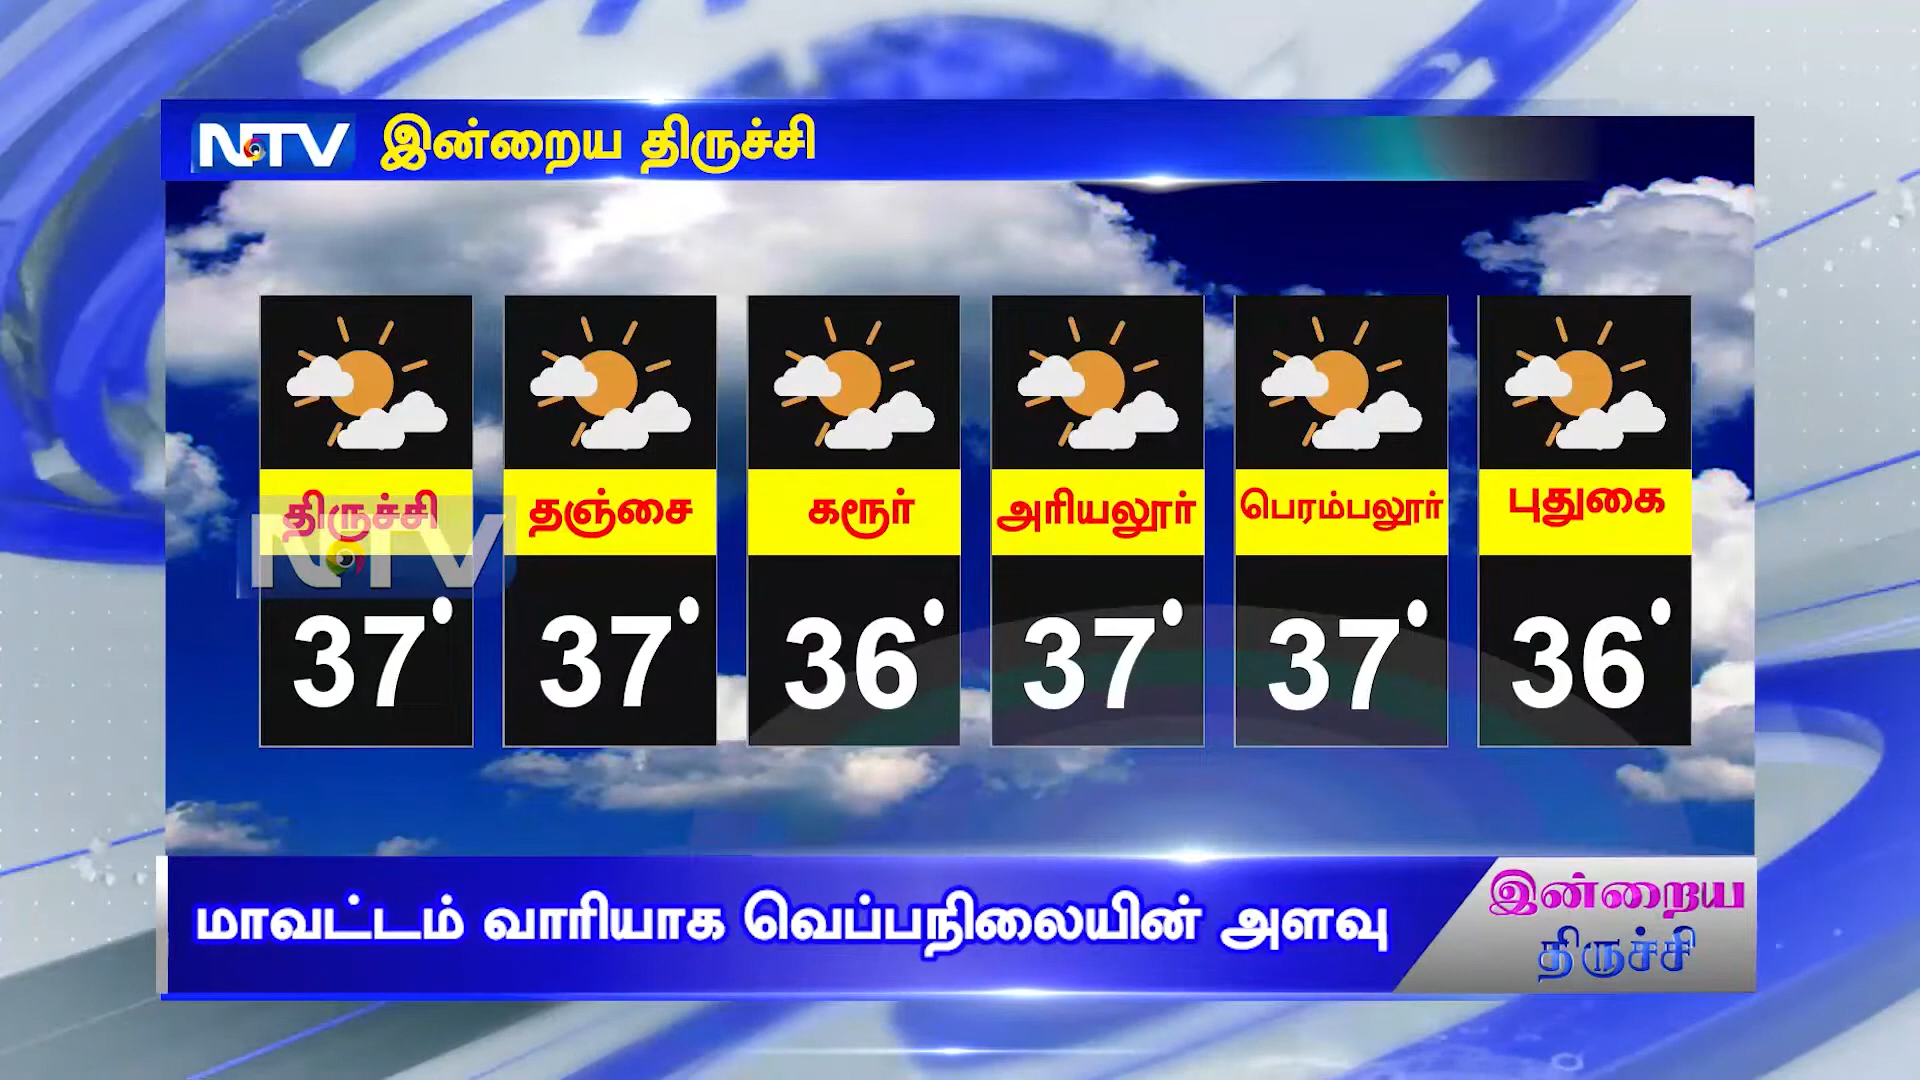 NTV இன்றைய திருச்சி
திருச்சி தஞ்சை கரூர் அரியலூர் பெரம்பலூர் புதுகை
NTV
37° 37° 36° 37° 37° 36°
மாவட்டம் வாரியாக வெப்பநிலையின் அளவு
இன்றைய
திருச்சி